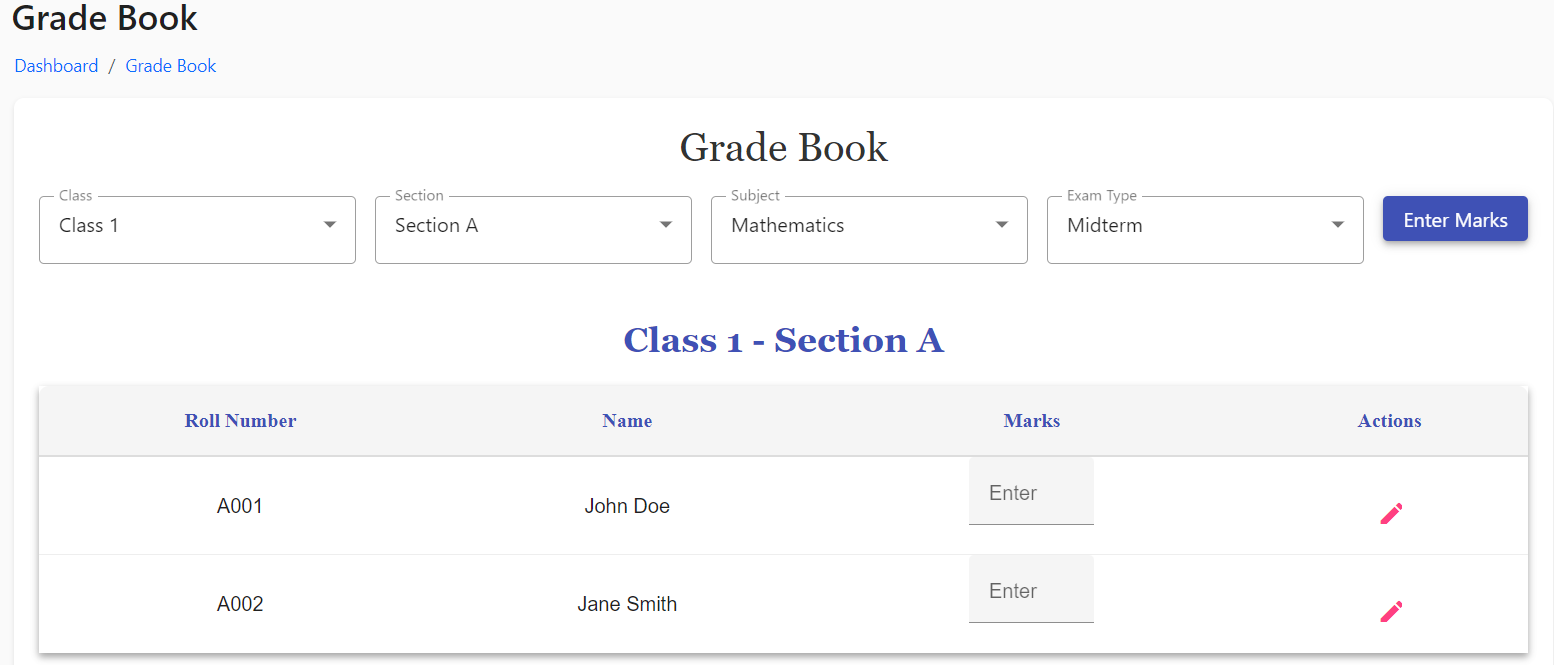 Grade Book
Dashboard / Grade Book
Grade Book
Class Section Subject Exam Type
Class 1 Section A Mathematics Midterm Enter Marks
Class 1 - Section A
Roll Number Name Marks Actions
A001 John Doe Enter
A002 Jane Smith Enter